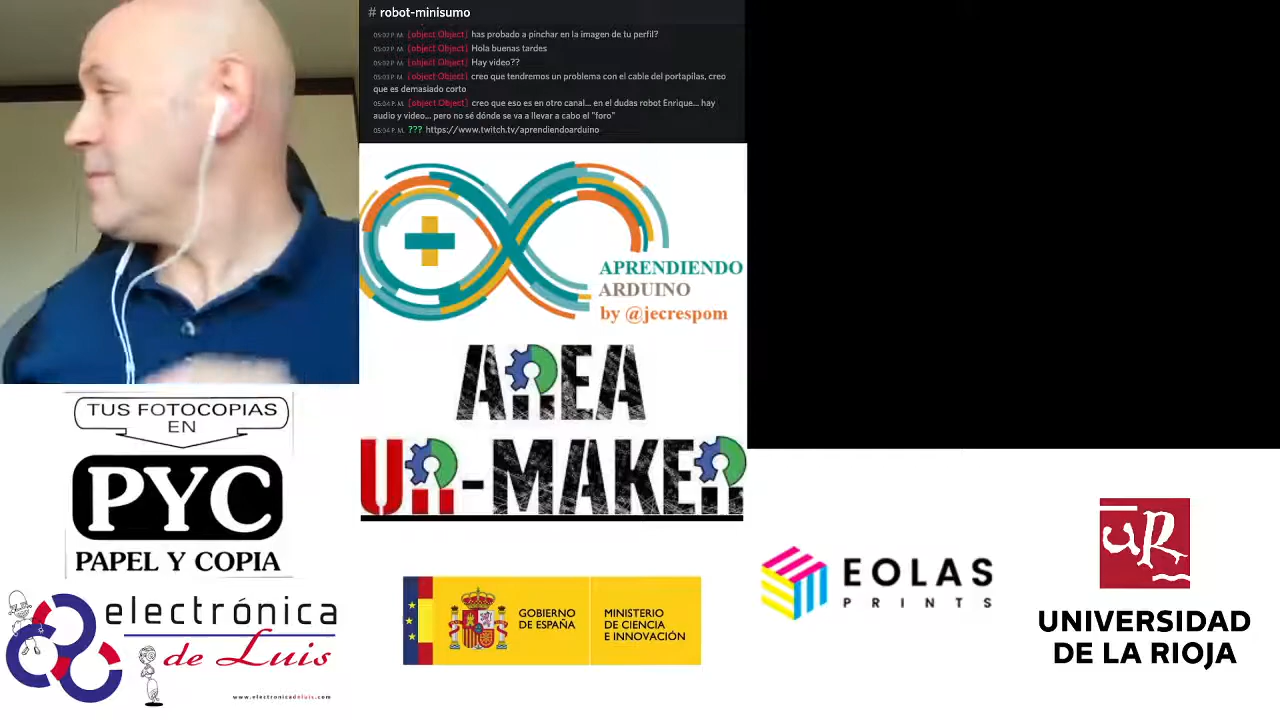 # robot-minisumo
05:02 P. M. [object Object] has probado a pinchar en la imagen de tu perfil?
05:02 P. M. [object Object] Hola buenas tardes
05:02 P. M. [object Object] Hay video??
05:03 P. M. [object Object] creo que tendremos un problema con el cable del portapilas, creo
que es demasiado corto
05:04 P. M. [object Object] creo que eso es en otro canal... en el dudas robot Enrique... hay
audio y video... pero no sé dónde se va a llevar a cabo el "foro"
05:04 P. M. ??? https://www.twitch.tv/aprendiendoarduino
APRENDIENDO
ARDUINO
by @jecrespom
AREA
UR-MAKER
TUS FOTOCOPIAS
EN
PYC
PAPEL Y COPIA
electrónica
de Luis
www.electronicadeluis.com
GOBIERNO
DE ESPAÑA
MINISTERIO
DE CIENCIA
E INNOVACIÓN
EOLAS
PRINTS
UR
UNIVERSIDAD
DE LA RIOJA